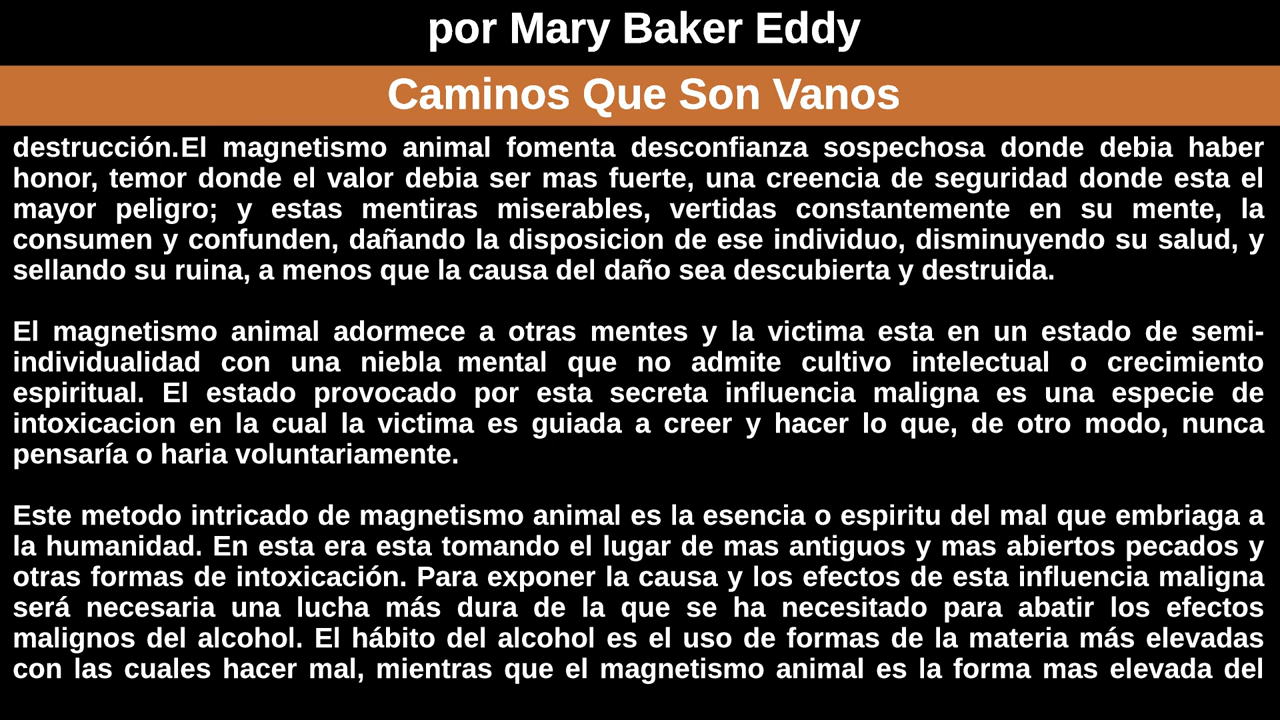 por Mary Baker Eddy
Caminos Que Son Vanos
destrucción.El magnetismo animal fomenta desconfianza sospechosa donde debia haber
honor, temor donde el valor debia ser mas fuerte, una creencia de seguridad donde esta el
mayor peligro; y estas mentiras miserables, vertidas constantemente en su mente, la
consumen y confunden, dañando la disposicion de ese individuo, disminuyendo su salud, y
sellando su ruina, a menos que la causa del daño sea descubierta y destruida.
El magnetismo animal adormece a otras mentes y la victima esta en un estado de semi-
individualidad con una niebla mental que no admite cultivo intelectual o crecimiento
espiritual. El estado provocado por esta secreta influencia maligna es una especie de
intoxicacion en la cual la victima es guiada a creer y hacer lo que, de otro modo, nunca
pensaría o haria voluntariamente.
Este metodo intricado de magnetismo animal es la esencia o espiritu del mal que embriaga a
la humanidad. En esta era esta tomando el lugar de mas antiguos y mas abiertos pecados y
otras formas de intoxicación. Para exponer la causa y los efectos de esta influencia maligna
será necesaria una lucha más dura de la que se ha necesitado para abatir los efectos
malignos del alcohol. El hábito del alcohol es el uso de formas de la materia más elevadas
con las cuales hacer mal, mientras que el magnetismo animal es la forma mas elevada del